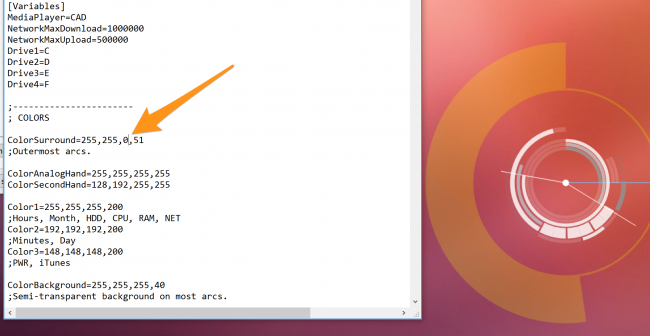 [Variables]
MediaPlayer=CAD
NetworkMaxDownload=1000000
NetworkMaxUpload=500000
Drive1=C
Drive2=D
Drive3=E
Drive4=F
;----------------------
; COLORS
ColorSurround=255,255,0,51
;Outermost arcs.
ColorAnalogHand=255,255,255,255
ColorSecondHand=128,192,255,255
Color1=255,255,255,200
;Hours, Month, HDD, CPU, RAM, NET
Color2=192,192,192,200
;Minutes, Day
Color3=148,148,148,200
;PWR, iTunes
ColorBackground=255,255,255,40
;Semi-transparent background on most arcs.